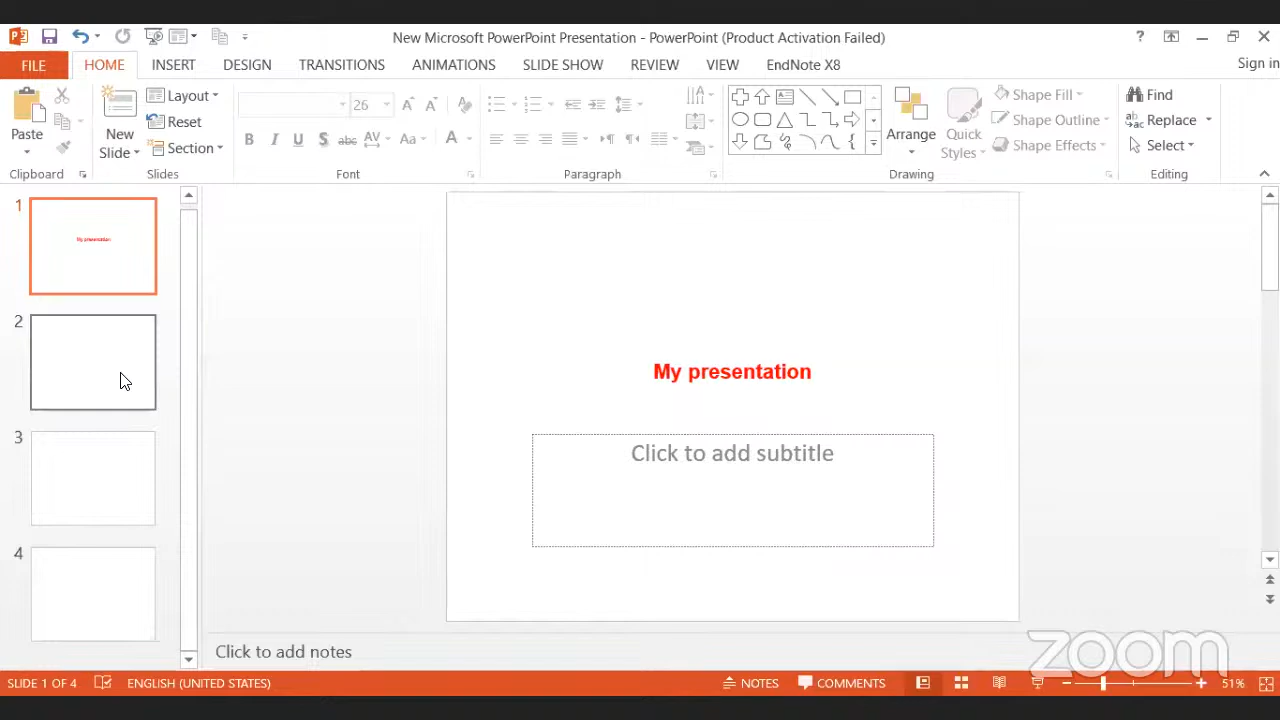 New Microsoft PowerPoint Presentation - PowerPoint (Product Activation Failed)
FILE HOME INSERT DESIGN TRANSITIONS ANIMATIONS SLIDE SHOW REVIEW VIEW EndNote X8 Sign in
Paste
Clipboard
New Slide
Layout
Reset
Section
Slides
26
B I U S abc AV Aa A
Font
Paragraph
Arrange
Quick Styles
Shape Fill
Shape Outline
Shape Effects
Drawing
Find
Replace
Select
Editing
1
My presentation
2
3
4
My presentation
Click to add subtitle
Click to add notes
zoom
SLIDE 1 OF 4 ENGLISH (UNITED STATES) NOTES COMMENTS 51%